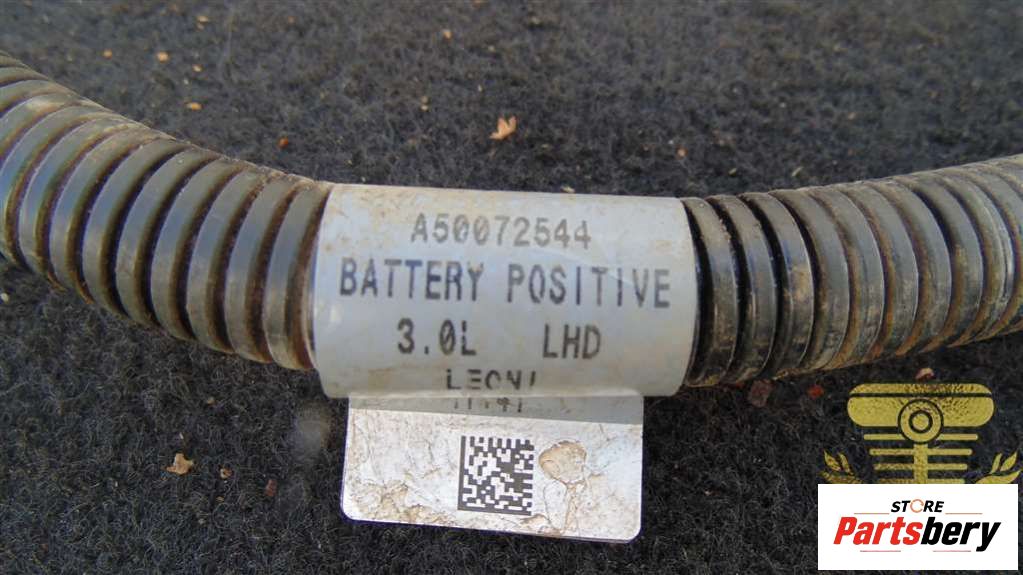 A50072544
BATTERY POSITIVE
3.0L LHD
LEONI
STORE
Partsbery